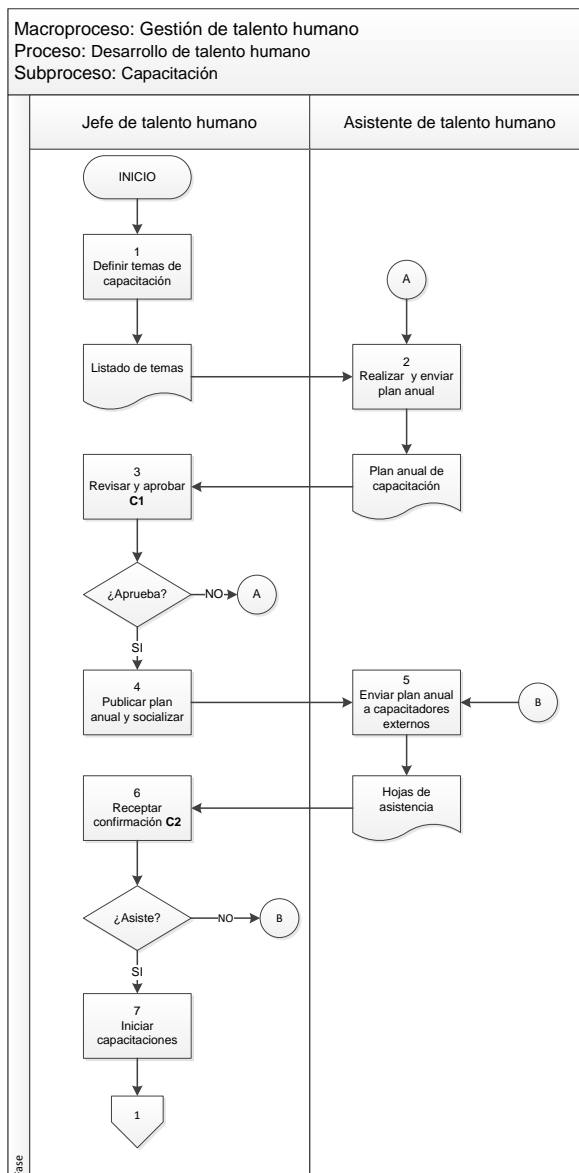 Macroproceso: Gestión de talento humano
Proceso: Desarrollo de talento humano
Subproceso: Capacitación
Jefe de talento humano
Asistente de talento humano
INICIO
1
Definir temas de
capacitación
A
Listado de temas
2
Realizar y enviar
plan anual
3
Revisar y aprobar
C1
Plan anual de
capacitación
¿Aprueba?
NO
A
SI
4
Publicar plan
anual y socializar
5
Enviar plan anual
a capacitadores
externos
B
6
Receptar
confirmación C2
Hojas de
asistencia
¿Asiste?
NO
B
SI
7
Iniciar
capacitaciones
1